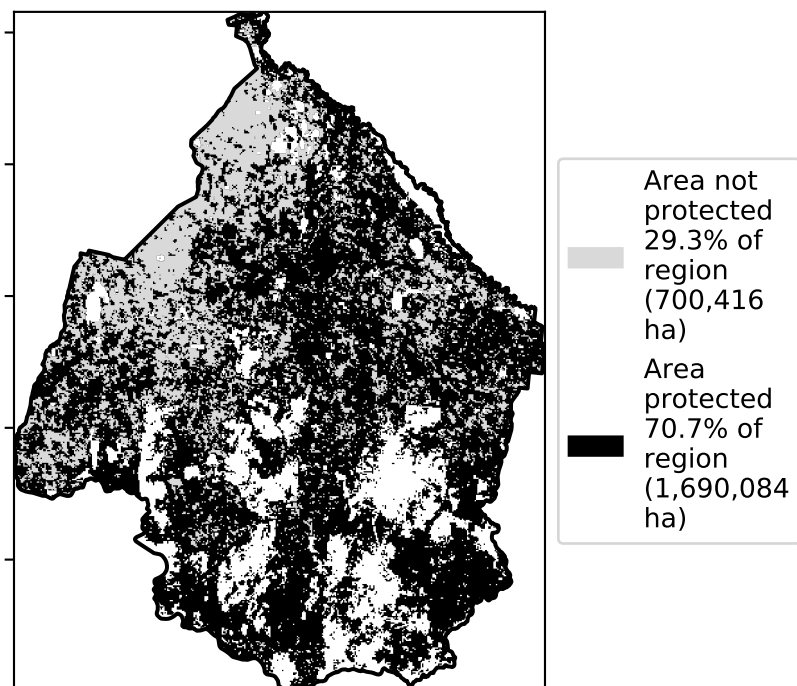 Area not
protected
29.3% of
region
(700,416
ha)
Area
protected
70.7% of
region
(1,690,084
ha)